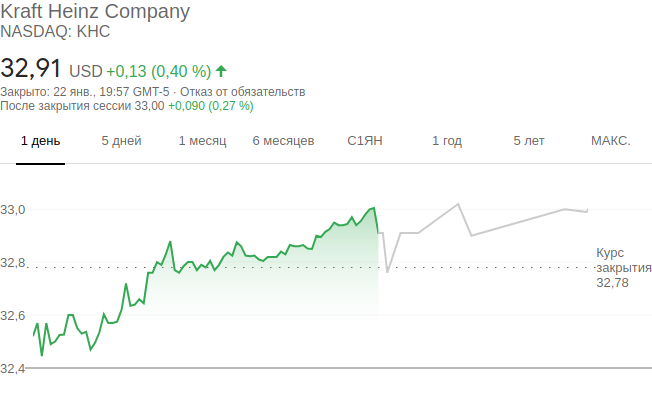 Kraft Heinz Company
NASDAQ: KHC
32,91 USD +0,13 (0,40 %)
Закрыто: 22 янв., 19:57 GMT-5 · Отказ от обязательств
После закрытия сессии 33,00 +0,090 (0,27 %)
1 день 5 дней 1 месяц 6 месяцев С1ЯН 1 год 5 лет МАКС.
33,0
32,8
32,6
32,4
Курс
закрытия
32,78